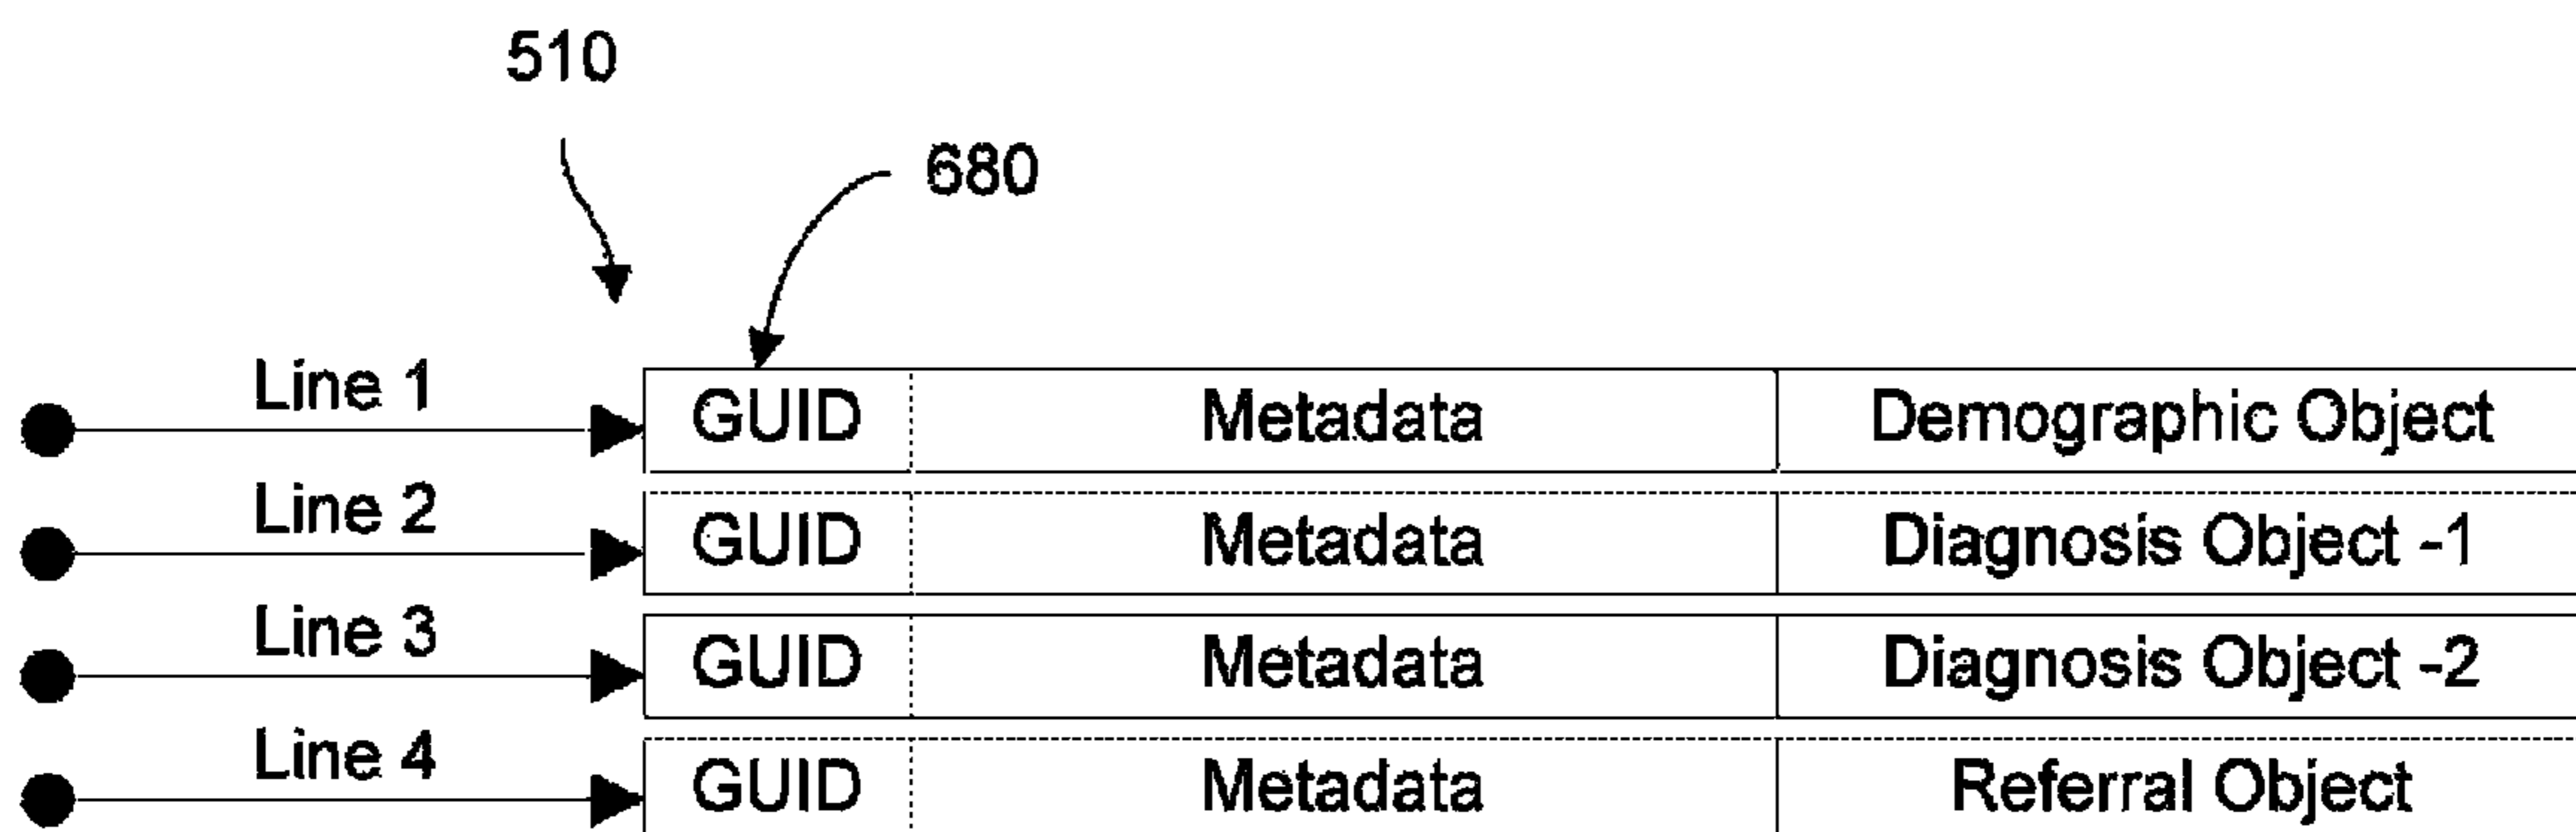 510
680
Line 1 GUID Metadata Demographic Object
Line 2 GUID Metadata Diagnosis Object -1
Line 3 GUID Metadata Diagnosis Object -2
Line 4 GUID Metadata Referral Object